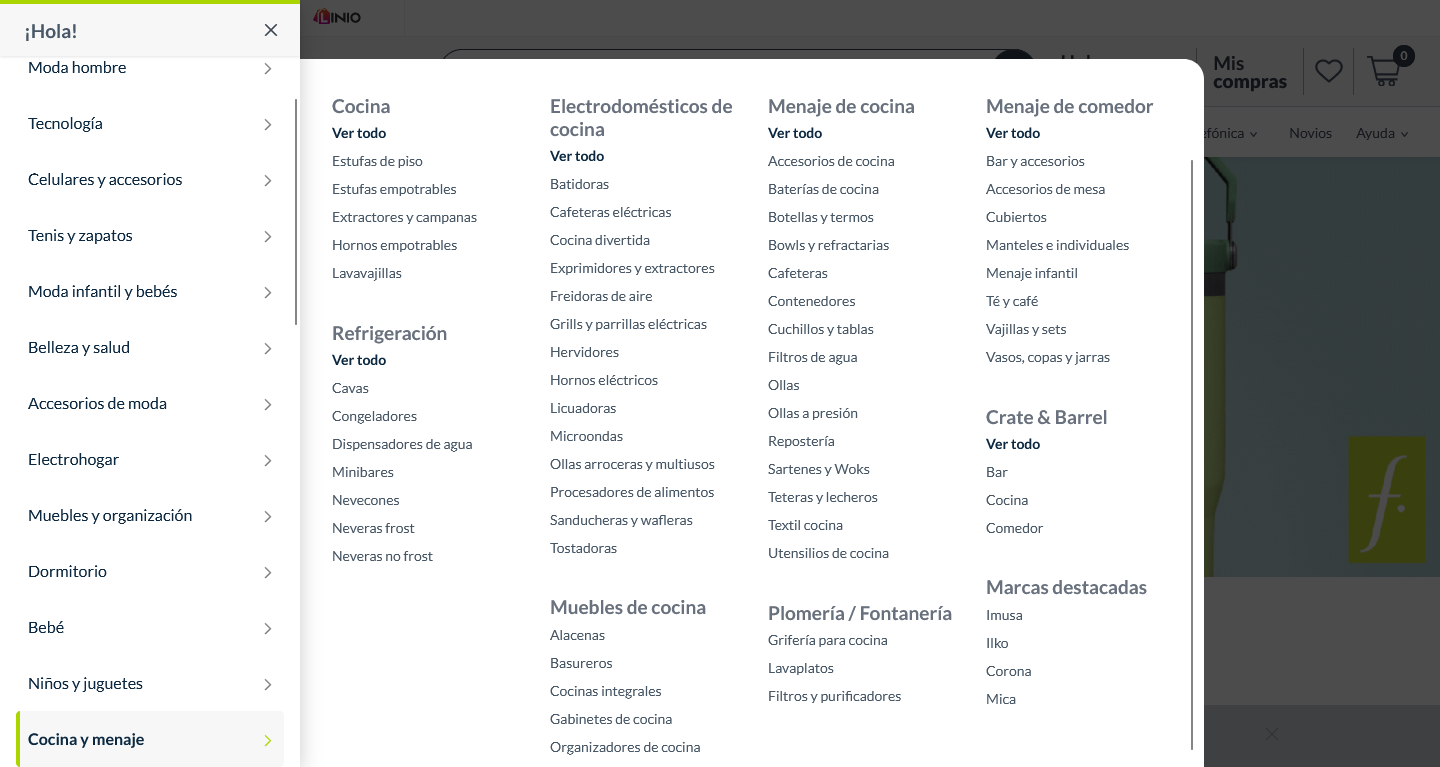 ¡Hola!
Moda hombre
Tecnología
Celulares y accesorios
Tenis y zapatos
Moda infantil y bebés
Belleza y salud
Accesorios de moda
Electrohogar
Muebles y organización
Dormitorio
Bebé
Niños y juguetes
Cocina y menaje
LINIO
Mis
compras
0
Novios
Ayuda
Cocina
Ver todo
Estufas de piso
Estufas empotrables
Extractores y campanas
Hornos empotrables
Lavavajillas
Refrigeración
Ver todo
Cavas
Congeladores
Dispensadores de agua
Minibares
Nevecones
Neveras frost
Neveras no frost
Electrodomésticos de
cocina
Ver todo
Batidoras
Cafeteras eléctricas
Cocina divertida
Exprimidores y extractores
Freidoras de aire
Grills y parrillas eléctricas
Hervidores
Hornos eléctricos
Licuadoras
Microondas
Ollas arroceras y multiusos
Procesadores de alimentos
Sanducheras y wafleras
Tostadoras
Muebles de cocina
Alacenas
Basureros
Cocinas integrales
Gabinetes de cocina
Organizadores de cocina
Menaje de cocina
Ver todo
Accesorios de cocina
Baterías de cocina
Botellas y termos
Bowls y refractarias
Cafeteras
Contenedores
Cuchillos y tablas
Filtros de agua
Ollas
Ollas a presión
Repostería
Sartenes y Woks
Teteras y lecheros
Textil cocina
Utensilios de cocina
Plomería / Fontanería
Grifería para cocina
Lavaplatos
Filtros y purificadores
Menaje de comedor
Ver todo
Bar y accesorios
Accesorios de mesa
Cubiertos
Manteles e individuales
Menaje infantil
Té y café
Vajillas y sets
Vasos, copas y jarras
Crate & Barrel
Ver todo
Bar
Cocina
Comedor
Marcas destacadas
Imusa
Ilko
Corona
Mica
f.